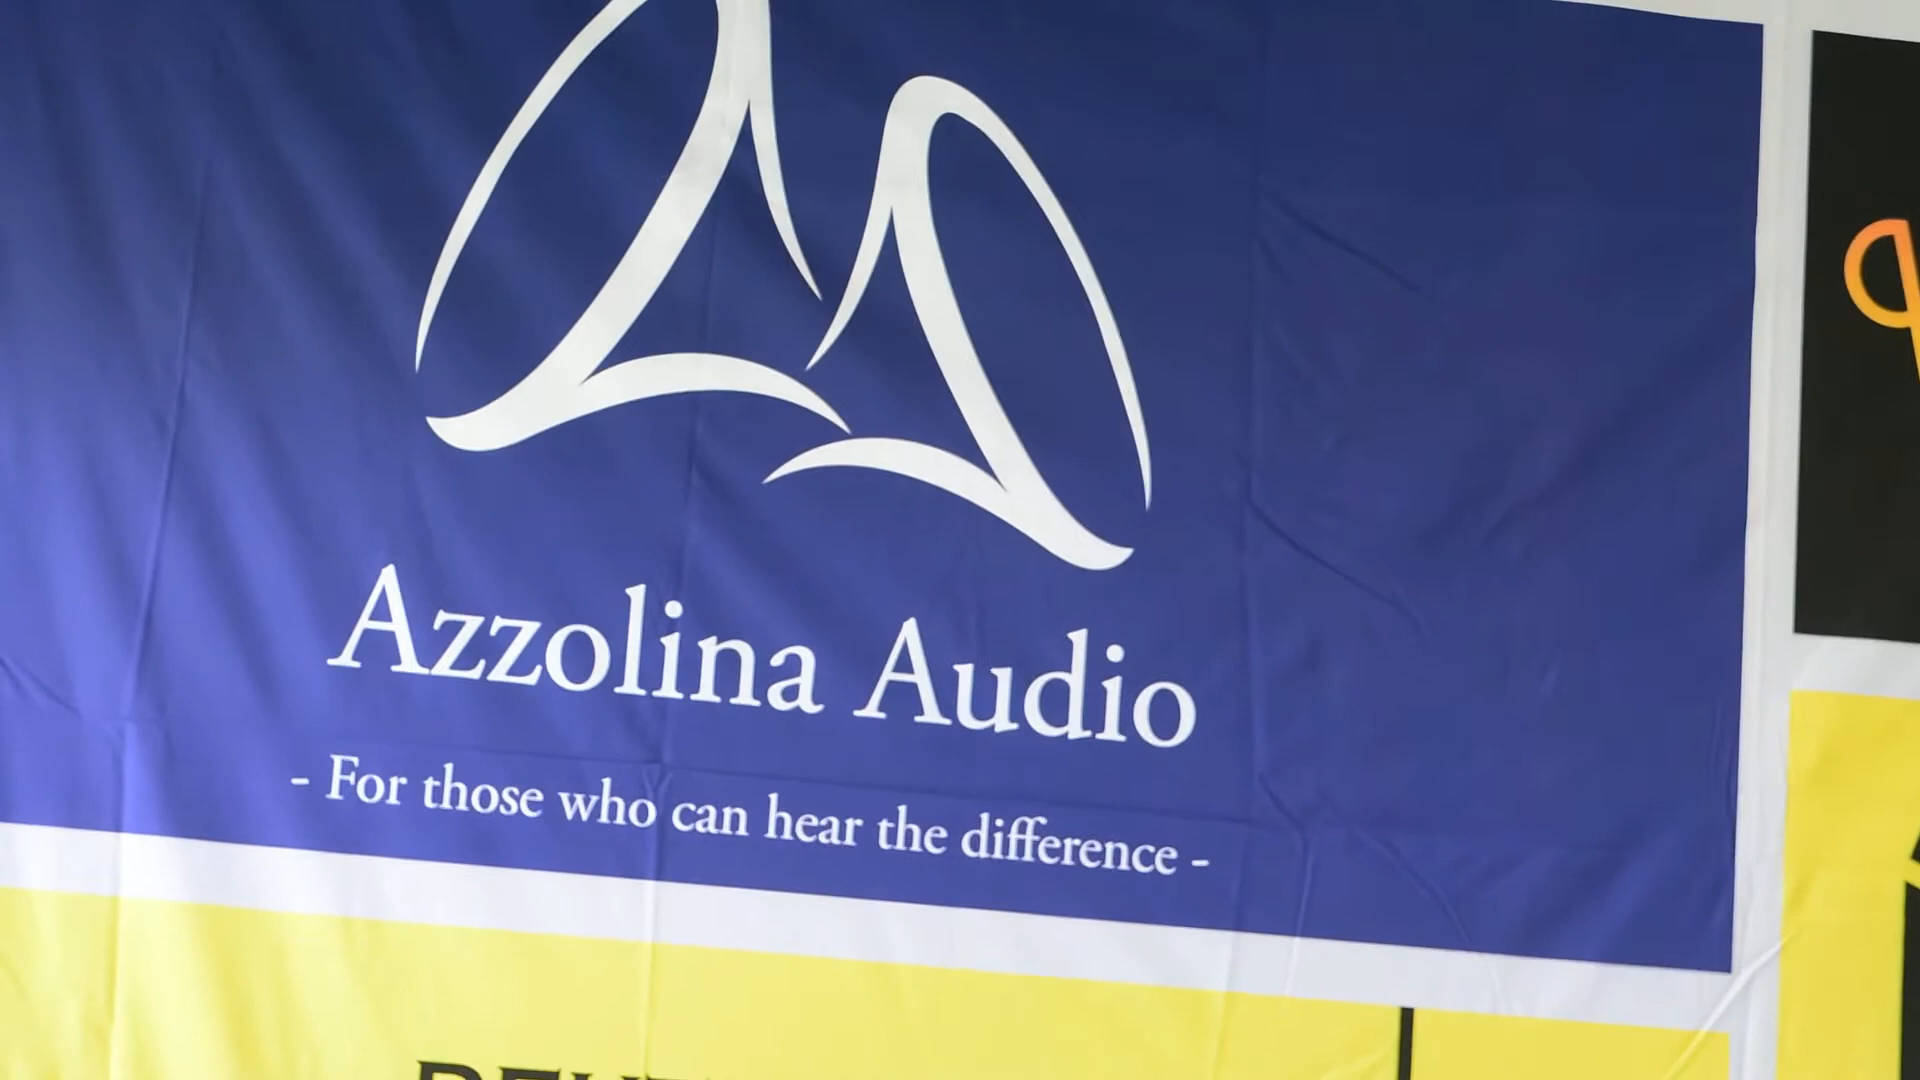 Azzolina Audio
- For those who can hear the difference -